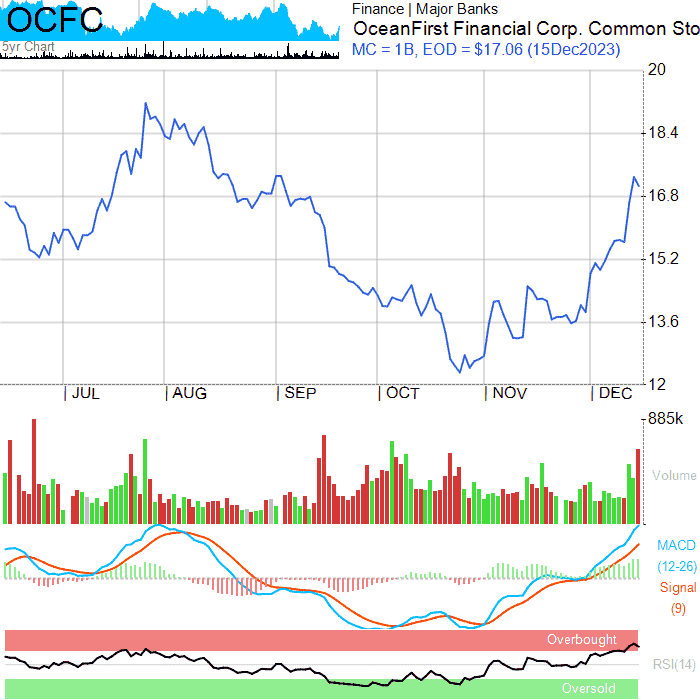 OCFC
5yr Chart
Finance | Major Banks
OceanFirst Financial Corp. Common Sto
MC = 1B, EOD = $17.06 (15Dec2023)
20
18.4
16.8
15.2
13.6
12
| JUL | AUG | SEP | OCT | NOV | DEC
885k
Volume
MACD
(12-26)
Signal
(9)
Overbought
RSI(14)
Oversold